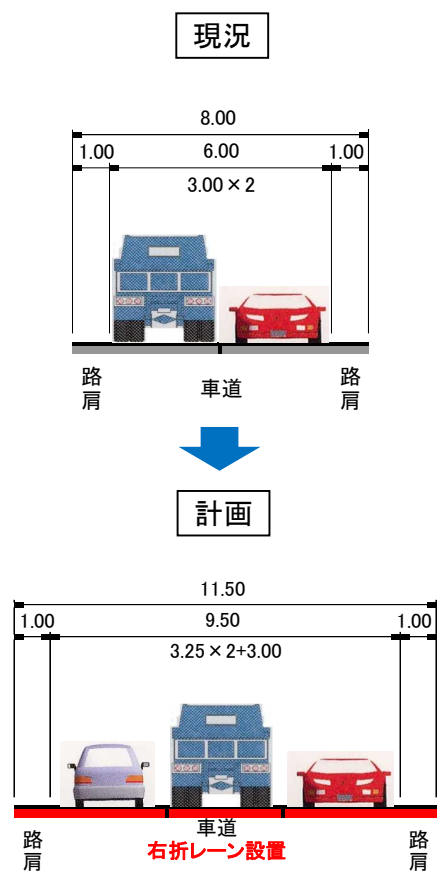 現況
8.00
1.00 6.00 1.00
3.00×2
路肩 車道 路肩
計画
11.50
1.00 9.50 1.00
3.25×2+3.00
路肩 車道 路肩
右折レーン設置